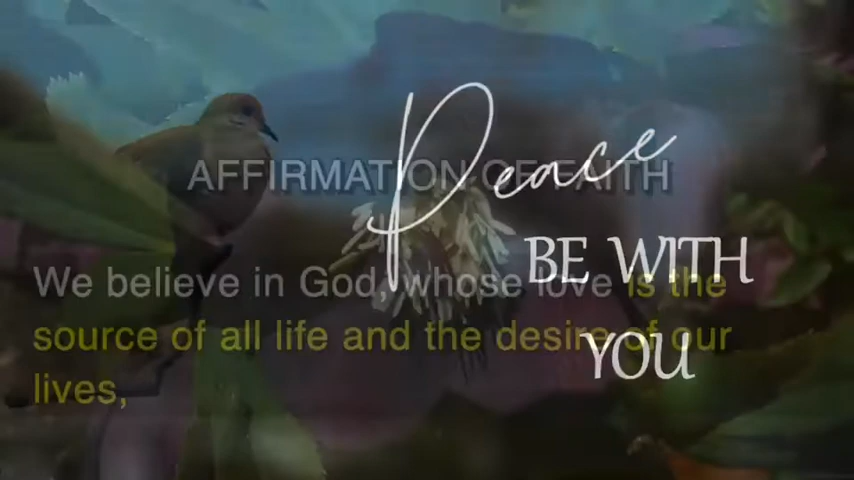 AFFIRMATION OF FAITH
We believe in God, whose love is the
source of all life and the desire of our
lives,
Peace
BE WITH
YOU